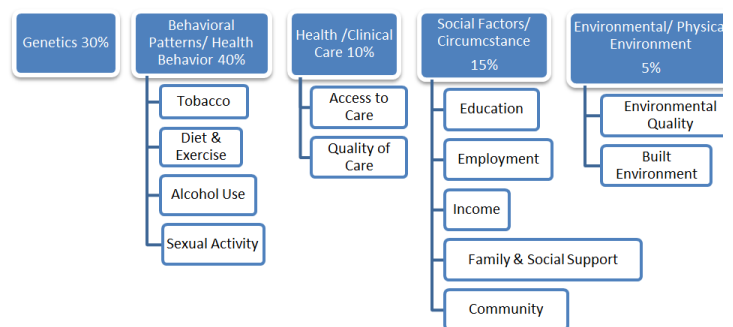 Genetics 30%
Behavioral
Patterns/ Health
Behavior 40%
Tobacco
Diet &
Exercise
Alcohol Use
Sexual Activity
Health /Clinical
Care 10%
Access to
Care
Quality of
Care
Social Factors/
Circumcstance
15%
Education
Employment
Income
Family & Social Support
Community
Environmental/ Physica
Environment
5%
Environmental
Quality
Built
Environment